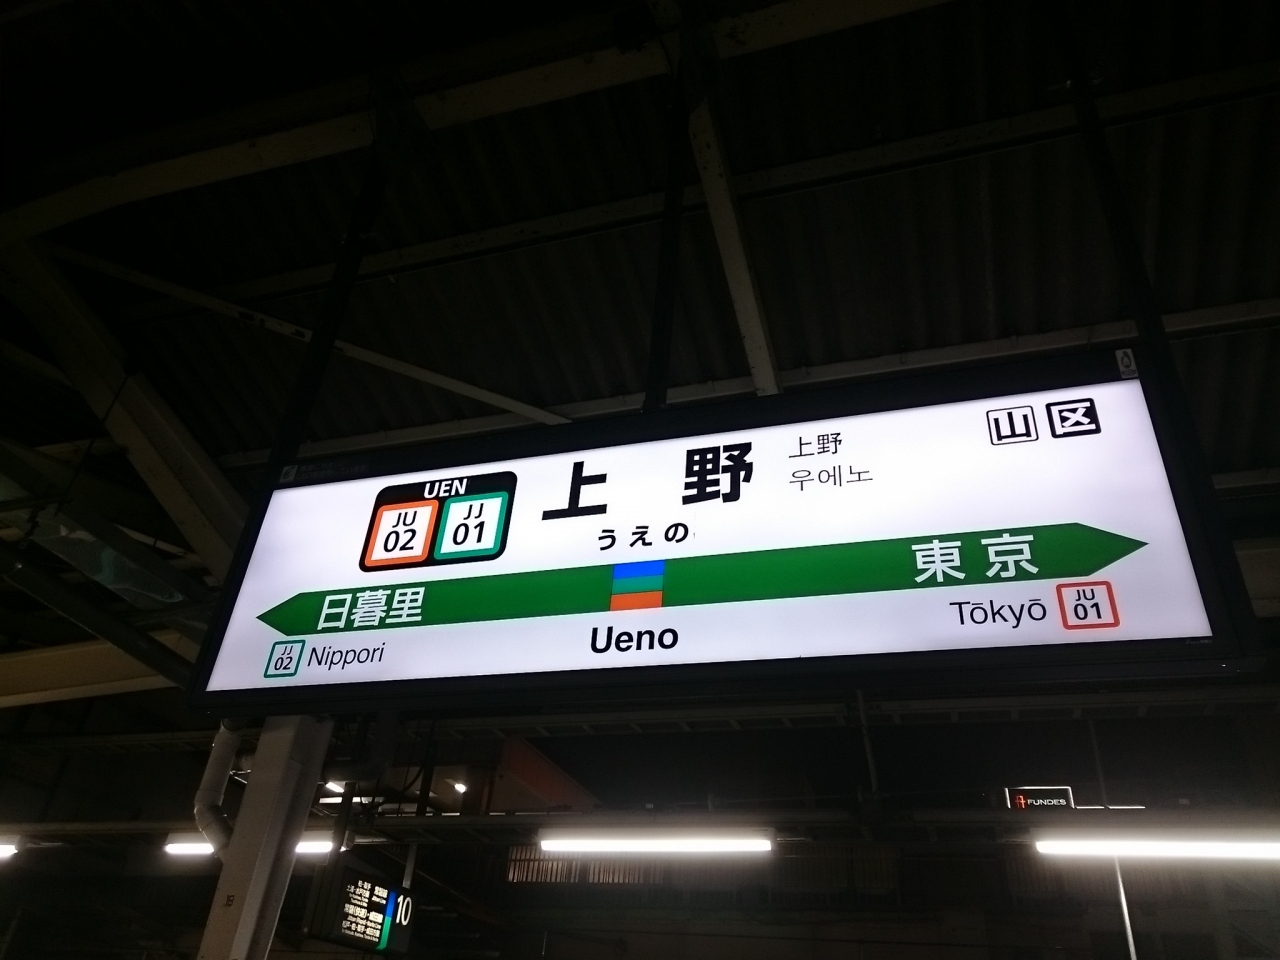 UEN
JU 02
JJ 01
上野
うえの
上野
우에노
山 区
日暮里
東京
JJ 02 Nippori
Ueno
Tōkyō JU 01
FUNDES
10